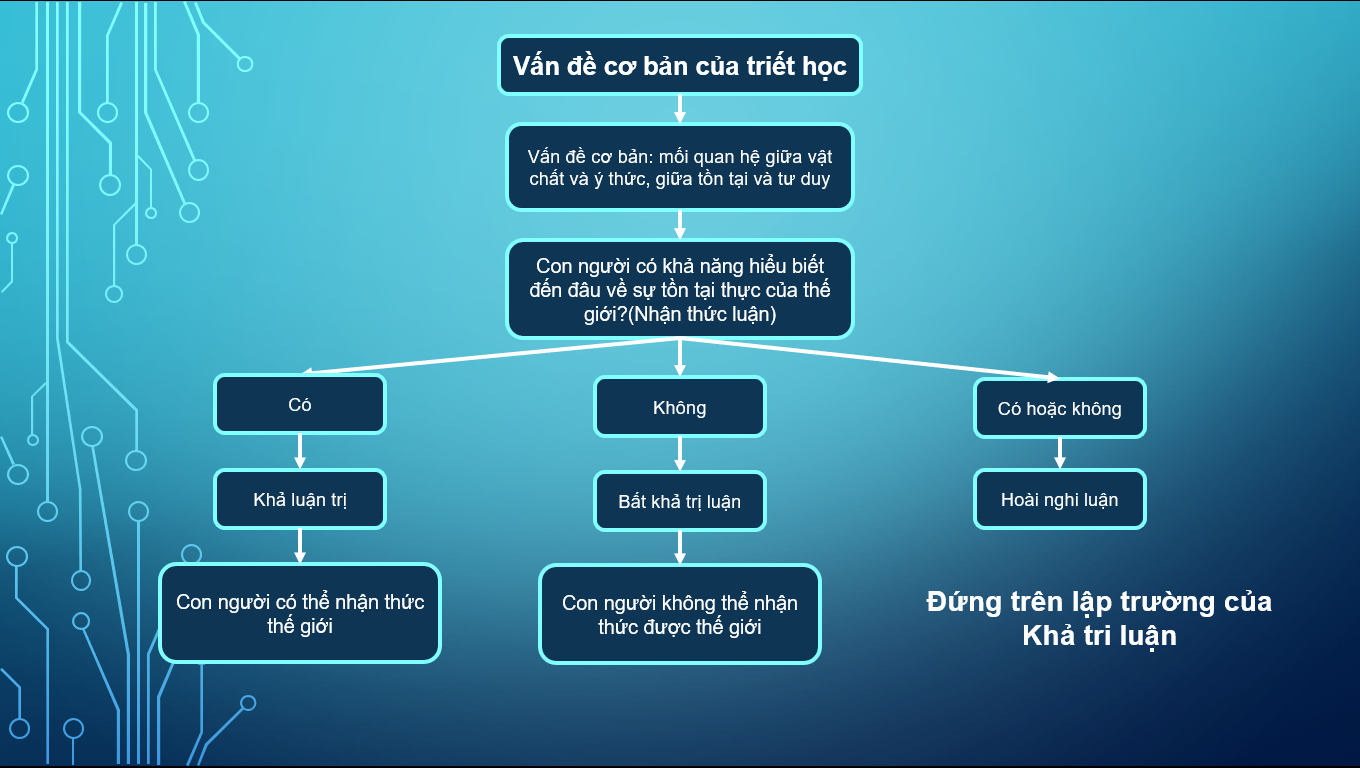 Vấn đề cơ bản của triết học
Vấn đề cơ bản: mối quan hệ giữa vật
chất và ý thức, giữa tồn tại và tư duy
Con người có khả năng hiểu biết
đến đâu về sự tồn tại thực của thế
giới?(Nhận thức luận)
Có
Không
Có hoặc không
Khả luận trị
Bất khả trị luận
Hoài nghi luận
Con người có thể nhận thức
thế giới
Con người không thể nhận
thức được thế giới
Đứng trên lập trường của
Khả tri luận